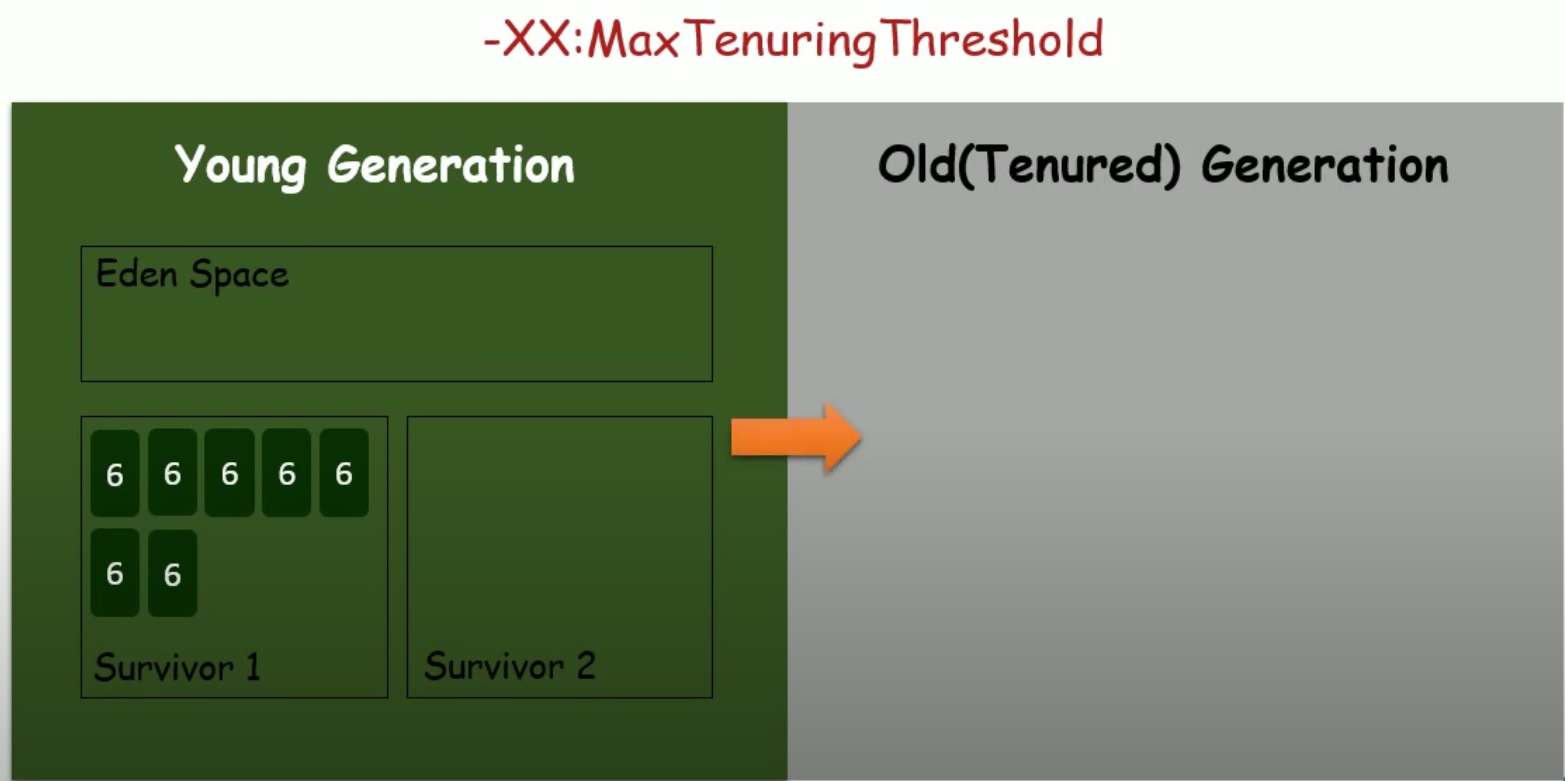 -XX:MaxTenuringThreshold
Young Generation
Old(Tenured) Generation
Eden Space
6 6 6 6 6
6 6
Survivor 1
Survivor 2